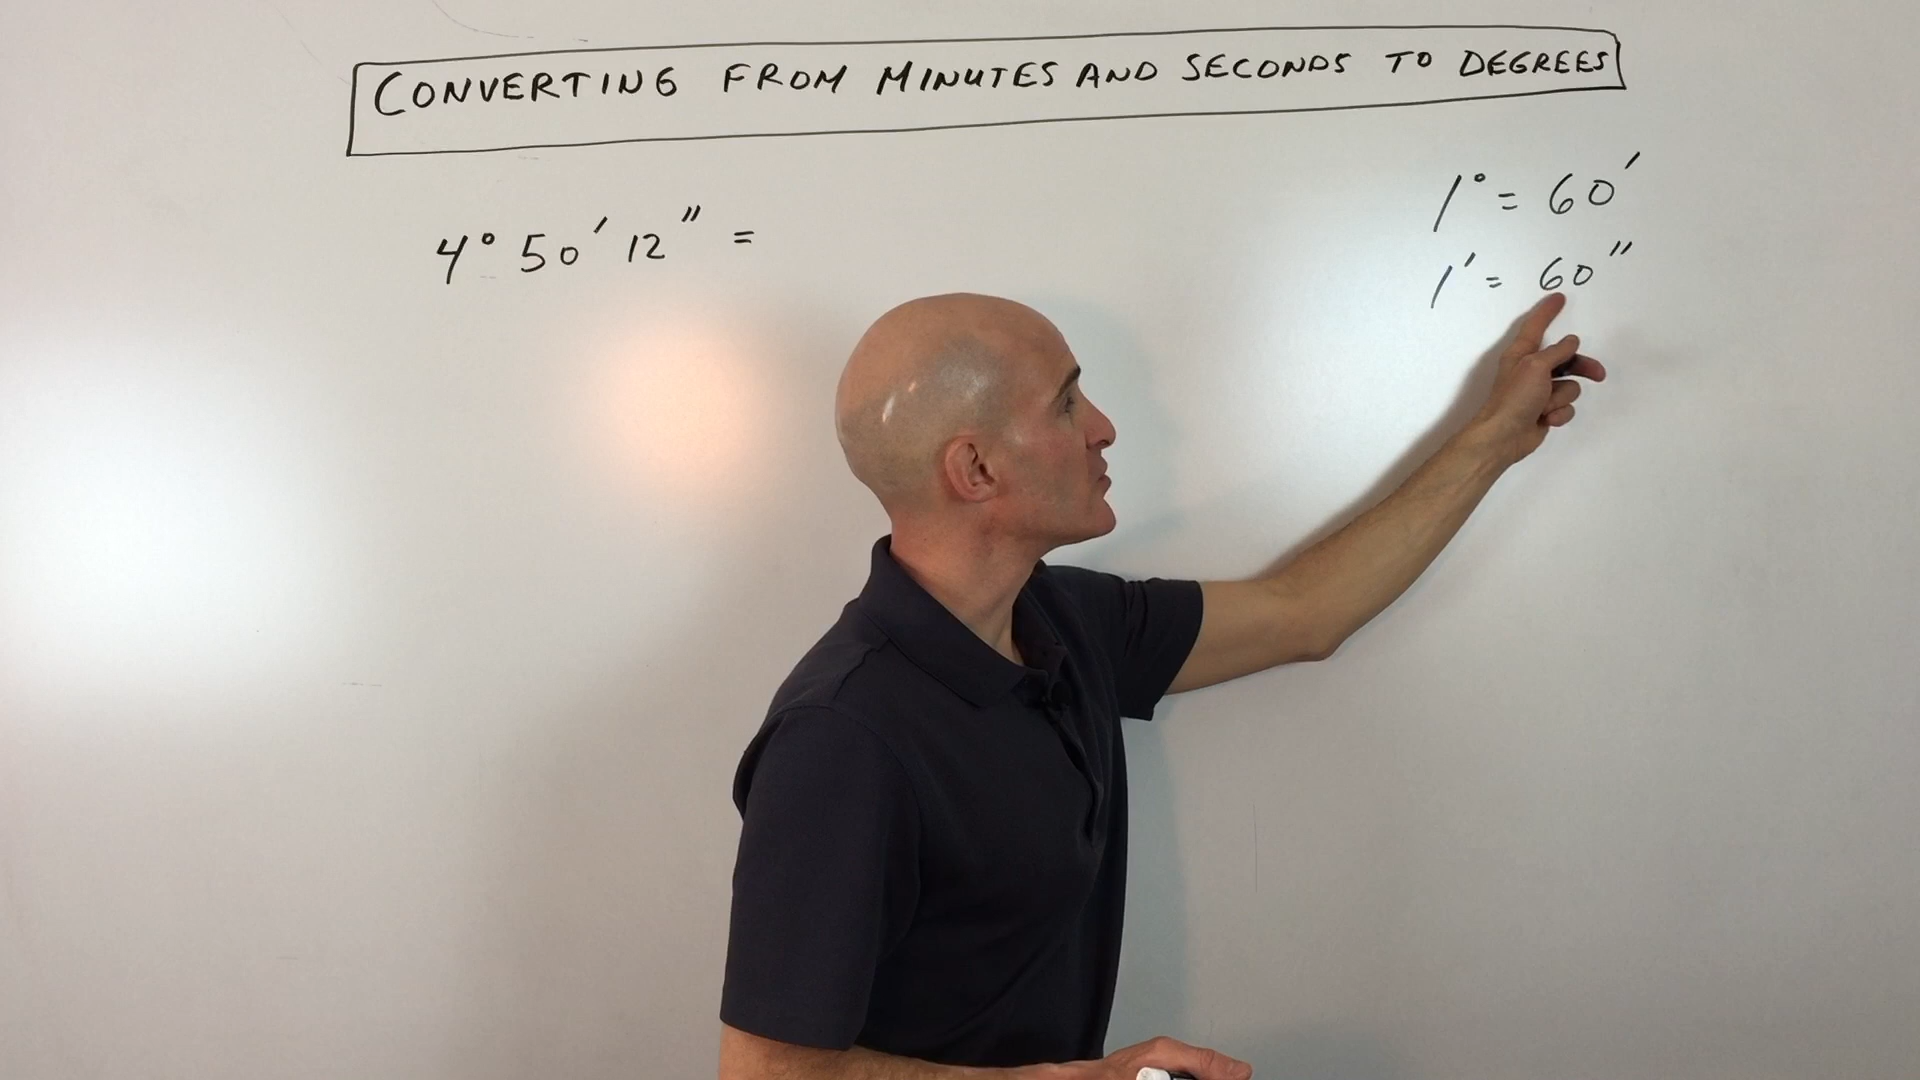 CONVERTING FROM MINUTES AND SECONDS TO DEGREES
4° 50' 12" =
1° = 60'
1' = 60"